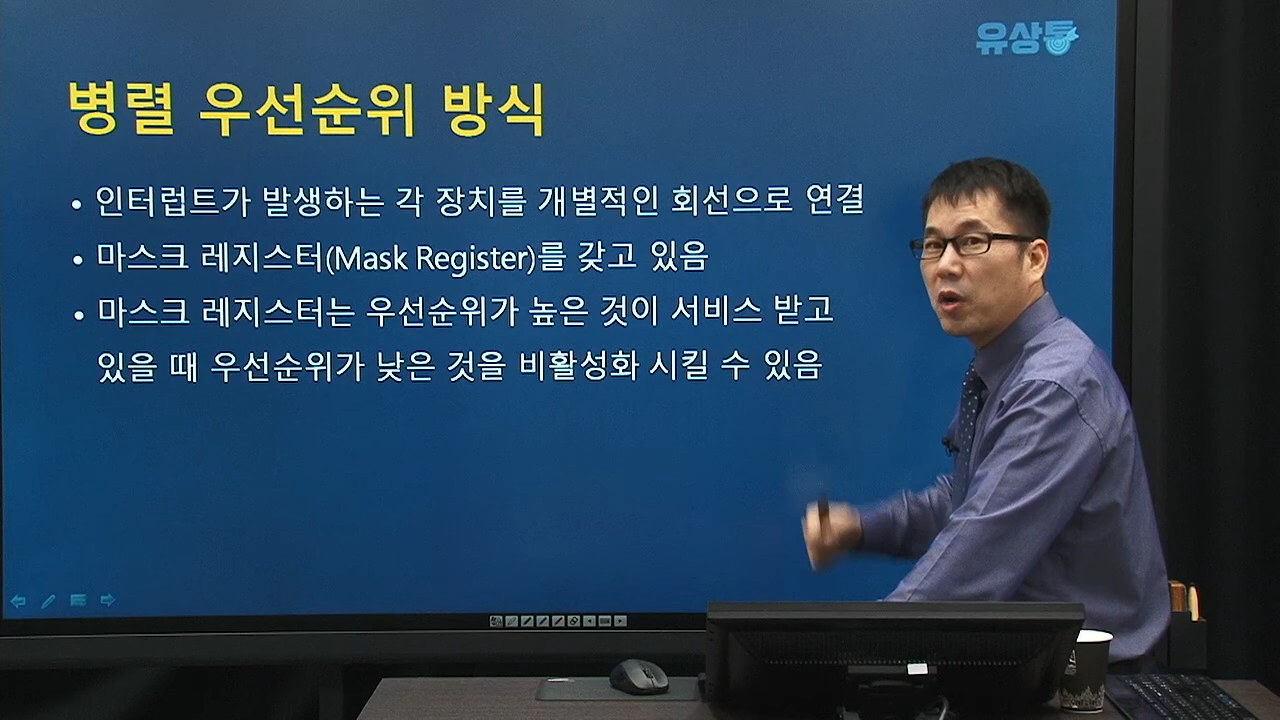 유상통
병렬 우선순위 방식
• 인터럽트가 발생하는 각 장치를 개별적인 회선으로 연결
• 마스크 레지스터(Mask Register)를 갖고 있음
• 마스크 레지스터는 우선순위가 높은 것이 서비스 받고
있을 때 우선순위가 낮은 것을 비활성화 시킬 수 있음